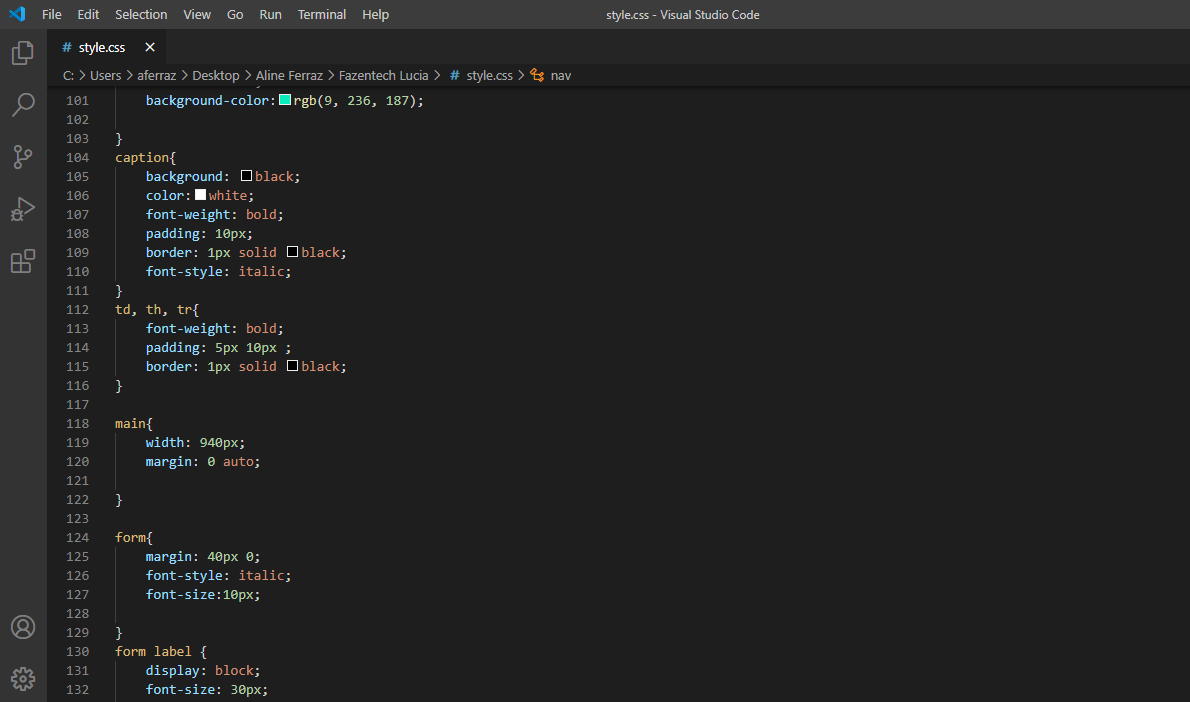 File Edit Selection View Go Run Terminal Help style.css - Visual Studio Code
# style.css ×
C: > Users > aferraz > Desktop > Aline Ferraz > Fazentech Lucia > # style.css > nav
101 background-color: rgb(9, 236, 187);
102
103 }
104 caption{
105 background: black;
106 color: white;
107 font-weight: bold;
108 padding: 10px;
109 border: 1px solid black;
110 font-style: italic;
111 }
112 td, th, tr{
113 font-weight: bold;
114 padding: 5px 10px ;
115 border: 1px solid black;
116 }
117
118 main{
119 width: 940px;
120 margin: 0 auto;
121
122 }
123
124 form{
125 margin: 40px 0;
126 font-style: italic;
127 font-size:10px;
128
129 }
130 form label {
131 display: block;
132 font-size: 30px;